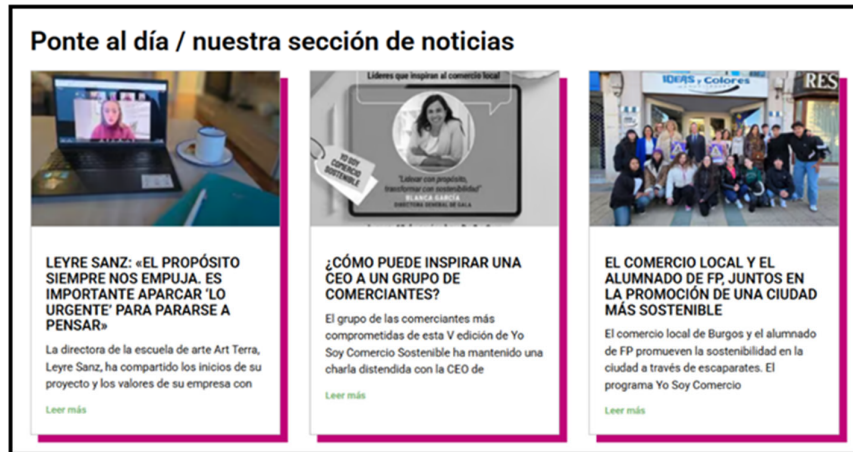 Ponte al día / nuestra sección de noticias
LEYRE SANZ: «EL PROPÓSITO
SIEMPRE NOS EMPUJA. ES
IMPORTANTE APARCAR ‘LO
URGENTE’ PARA PARARSE A
PENSAR»
La directora de la escuela de arte Art Terra,
Leyre Sanz, ha compartido los inicios de su
proyecto y los valores de su empresa con
Leer más
Líderes que inspiran al comercio local
YO SOY
COMERCIO
SOSTENIBLE
"Liderar con propósito,
transformar con sostenibilidad"
BLANCA GARCÍA
DIRECTORA GENERAL DE GALA
¿CÓMO PUEDE INSPIRAR UNA
CEO A UN GRUPO DE
COMERCIANTES?
El grupo de las comerciantes más
comprometidas de esta V edición de Yo
Soy Comercio Sostenible ha mantenido una
charla distendida con la CEO de
Leer más
IDEAS y Colores
RES
EL COMERCIO LOCAL Y EL
ALUMNADO DE FP, JUNTOS EN
LA PROMOCIÓN DE UNA CIUDAD
MÁS SOSTENIBLE
El comercio local de Burgos y el alumnado
de FP promueven la sostenibilidad en la
ciudad a través de escaparates. El
programa Yo Soy Comercio
Leer más